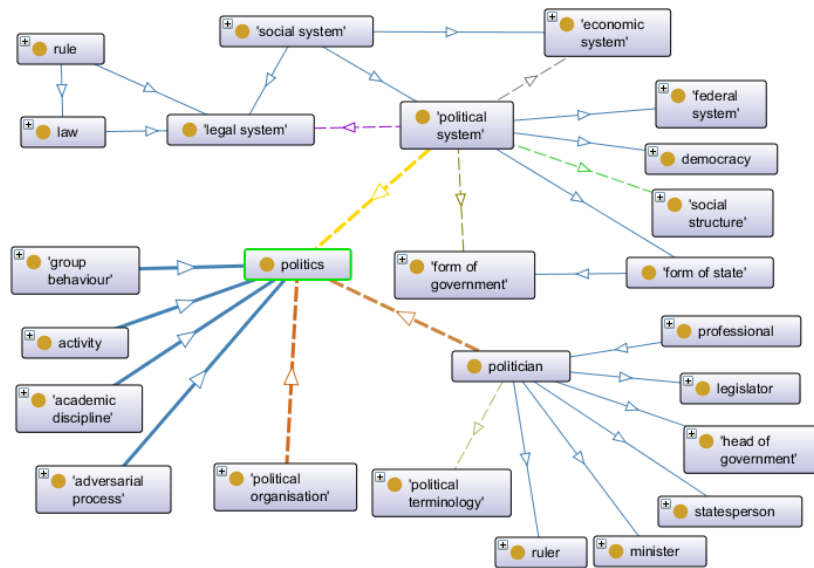 'social system'
'economic
system'
rule
'federal
system'
law
'legal system'
'political
system'
democracy
'social
structure'
'group
behaviour'
politics
'form of
government'
'form of state'
activity
professional
politician
legislator
'academic
discipline'
'head of
government'
'adversarial
process'
'political
organisation'
'political
terminology'
statesperson
ruler
minister